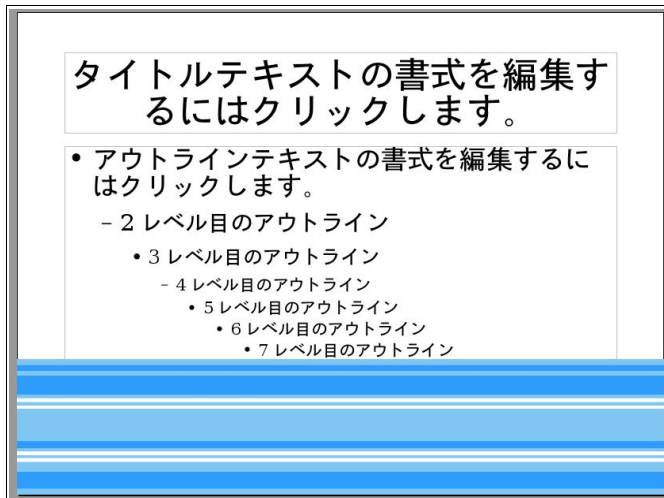 タイトルテキストの書式を編集す
るにはクリックします。
• アウトラインテキストの書式を編集するに
はクリックします。
– 2 レベル目のアウトライン
• 3 レベル目のアウトライン
– 4 レベル目のアウトライン
• 5 レベル目のアウトライン
• 6 レベル目のアウトライン
• 7 レベル目のアウトライン